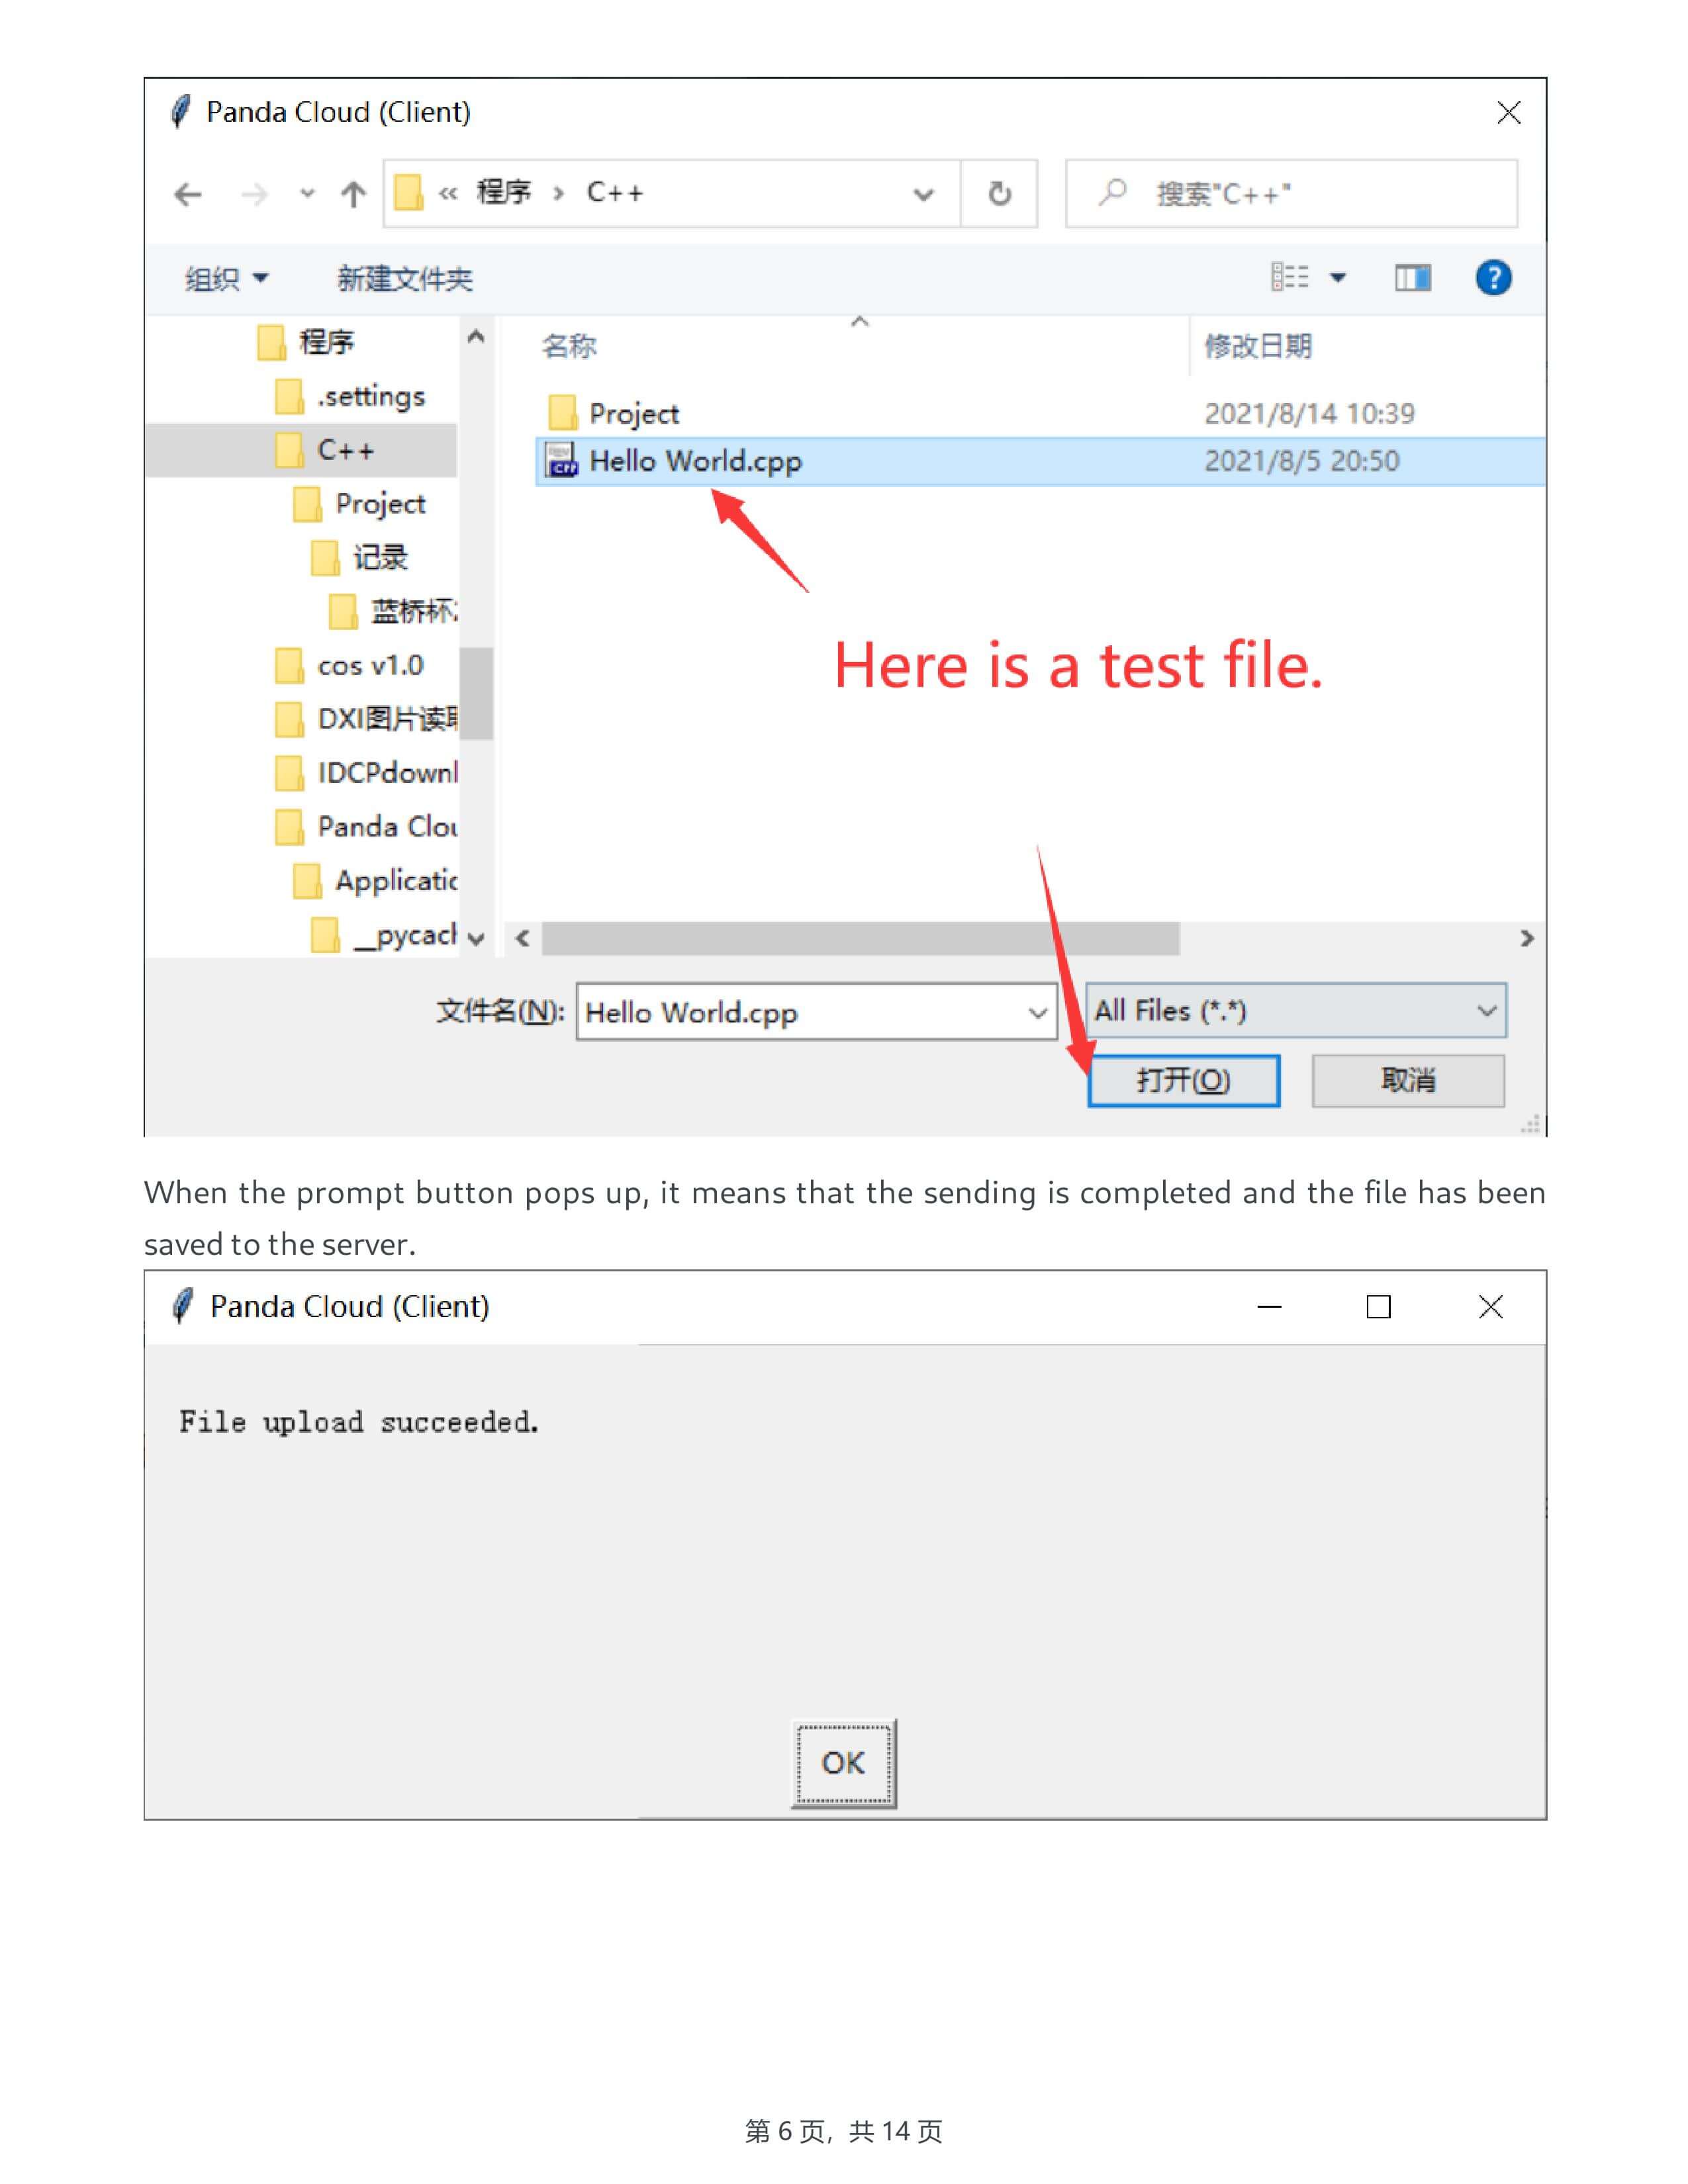 Panda Cloud (Client)
« 程序 › C++
搜索"C++"
组织
新建文件夹
名称
修改日期
程序
.settings
C++
Project
记录
蓝桥杯
cos v1.0
DXI图片读取
IDCPdownl
Panda Clou
Applicatic
__pycach
Project 2021/8/14 10:39
Hello World.cpp 2021/8/5 20:50
Here is a test file.
文件名(N): Hello World.cpp
All Files (*.*)
打开(O)
取消
When the prompt button pops up, it means that the sending is completed and the file has been
saved to the server.
Panda Cloud (Client)
File upload succeeded.
OK
第 6 页, 共 14 页